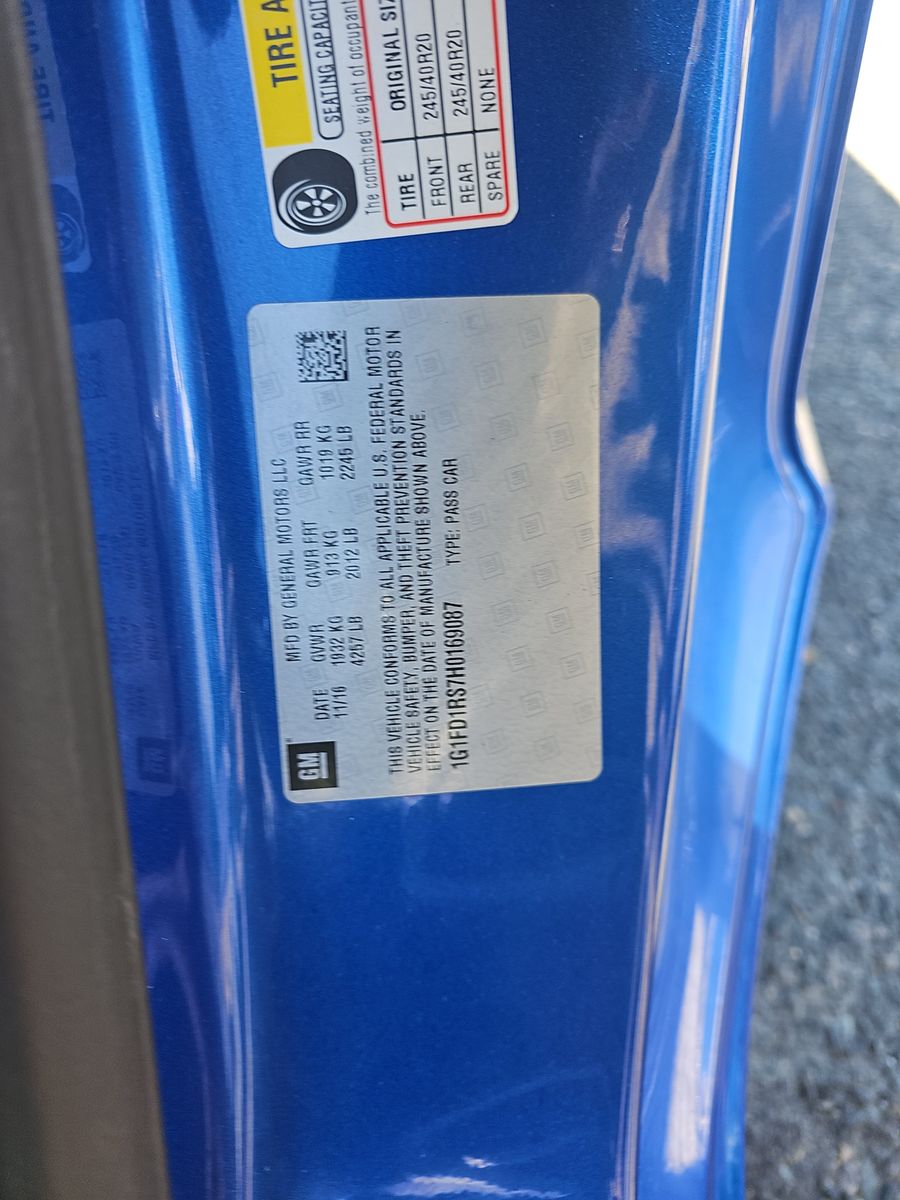 TIRE A
SEATING CAPACIT
The combined weight of occupant
TIRE ORIGINAL SIZ
FRONT 245/40R20
REAR 245/40R20
SPARE NONE
GM
MFD BY GENERAL MOTORS LLC
DATE GVWR GAWR FRT GAWR RR
11/16 1932 KG 913 KG 1019 KG
4257 LB 2012 LB 2245 LB
THIS VEHICLE CONFORMS TO ALL APPLICABLE U.S. FEDERAL MOTOR
VEHICLE SAFETY, BUMPER, AND THEFT PREVENTION STANDARDS IN
EFFECT ON THE DATE OF MANUFACTURE SHOWN ABOVE.
1G1FD1RS7H0169087 TYPE: PASS CAR